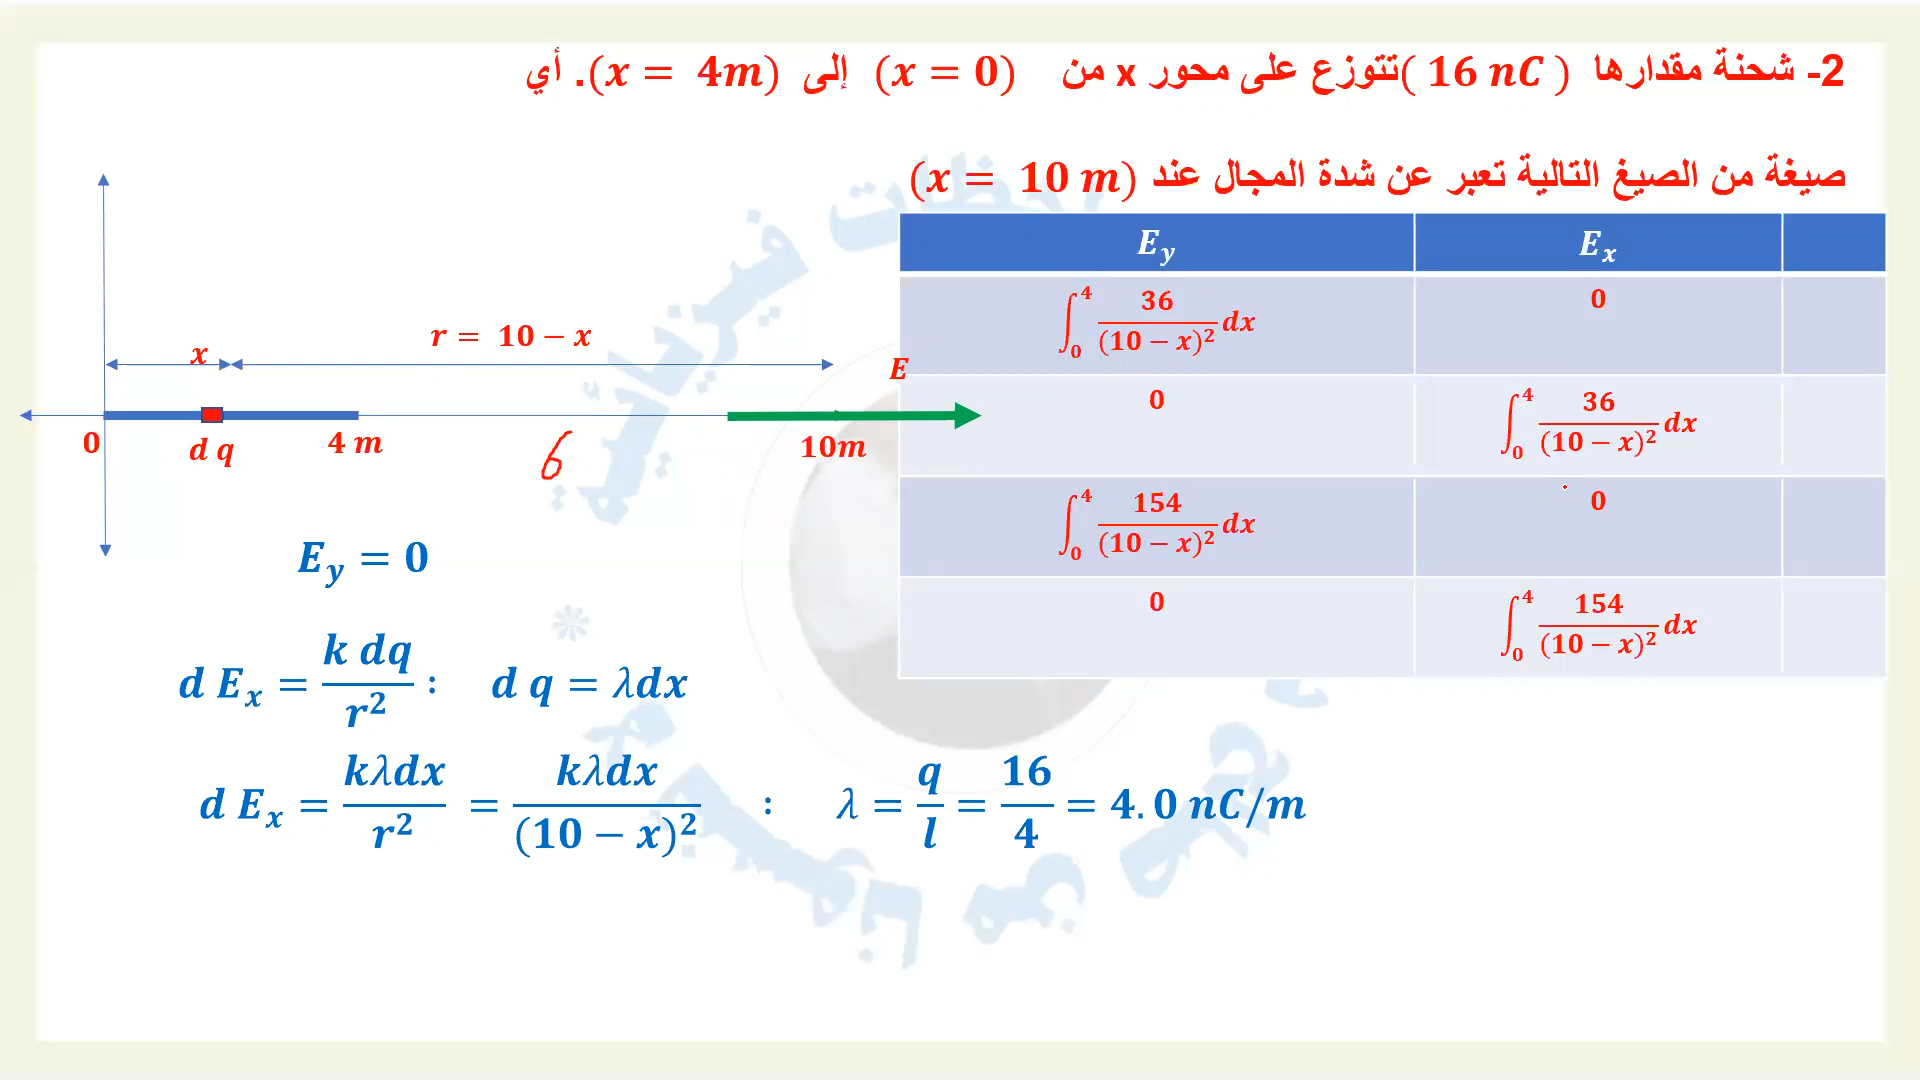 2- شحنة مقدارها ( 16 nC ) تتوزع على محور x من (x = 0) إلى (x = 4m). أي
صيغة من الصيغ التالية تعبر عن شدة المجال عند (x = 10 m)
E_y E_x
∫_0^4 36/(10 − x)^2 dx 0
0 ∫_0^4 36/(10 − x)^2 dx
∫_0^4 154/(10 − x)^2 dx 0
0 ∫_0^4 154/(10 − x)^2 dx
r = 10 − x
x
E
0 d q 4 m 6 10m
E_y = 0
d E_x = k dq/r^2 : d q = λdx
d E_x = kλdx/r^2 = kλdx/(10 − x)^2 : λ = q/l = 16/4 = 4.0 nC/m